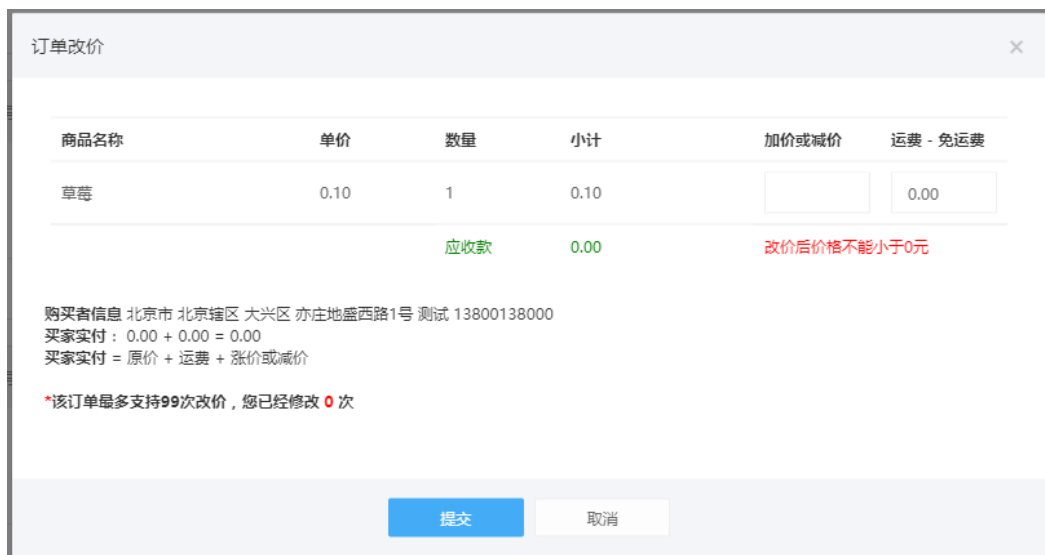 订单改价 ×
商品名称 单价 数量 小计 加价或减价 运费 - 免运费
草莓 0.10 1 0.10 0.00
应收款 0.00 改价后价格不能小于0元
购买者信息 北京市 北京辖区 大兴区 亦庄地盛西路1号 测试 13800138000
买家实付： 0.00 + 0.00 = 0.00
买家实付 = 原价 + 运费 + 涨价或减价
*该订单最多支持99次改价，您已经修改 0 次
提交 取消